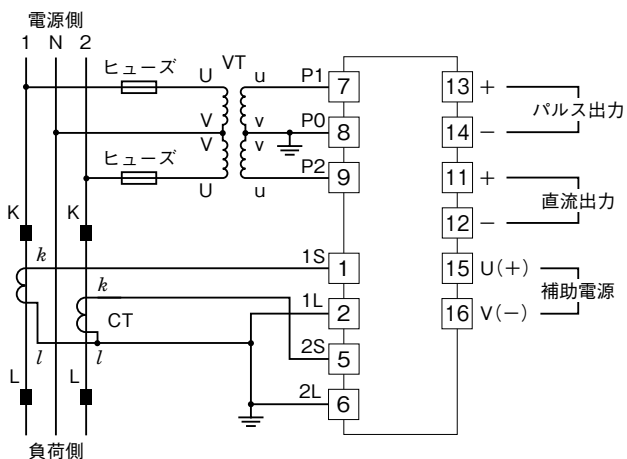 電源側
1 N 2
ヒューズ
U VT u P1 7
V v P0 8
V v
ヒューズ
U u P2 9
K K
k 1S 1
k 1L 2
CT
l l 2S 5
L L 2L 6
負荷側
13 +
パルス出力
14 −
11 +
直流出力
12 −
15 U(+)
補助電源
16 V(−)